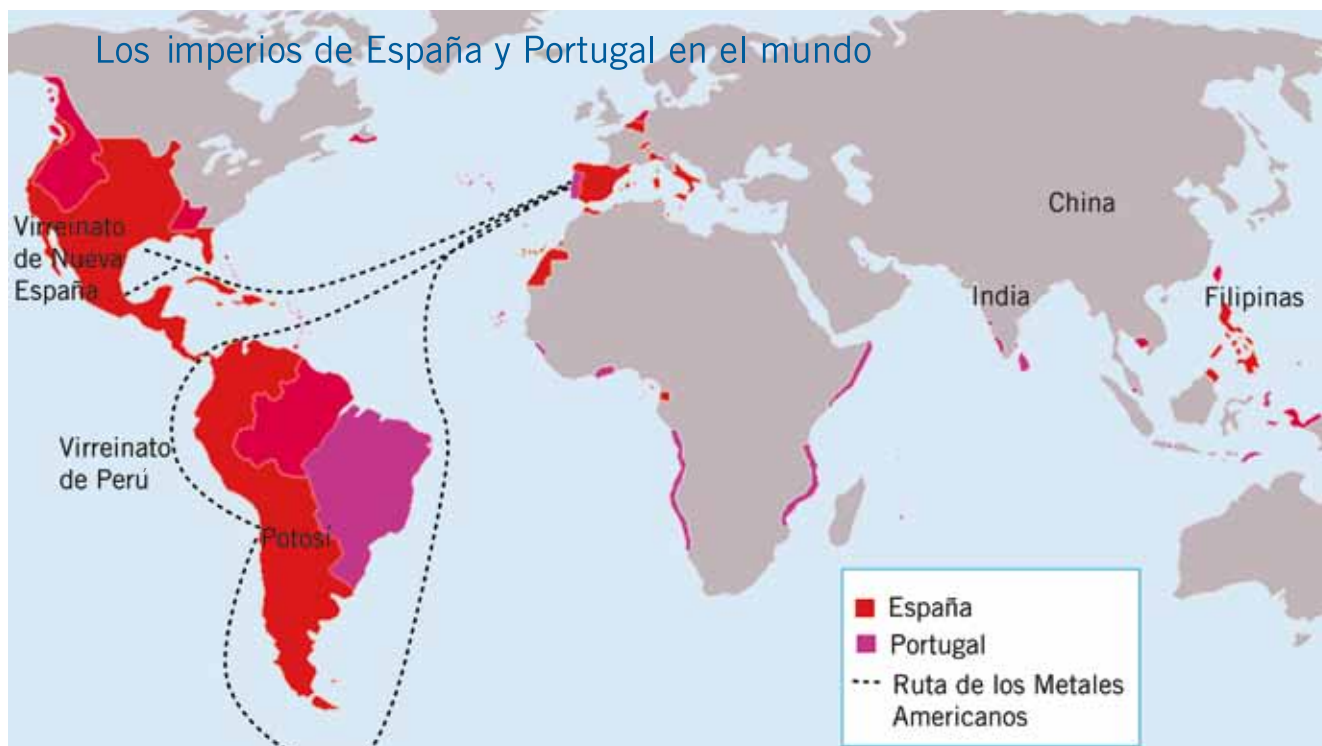 Los imperios de España y Portugal en el mundo
China
Virreinato
de Nueva
España
India
Filipinas
Virreinato
de Perú
Potosí
España
Portugal
Ruta de los Metales
Americanos